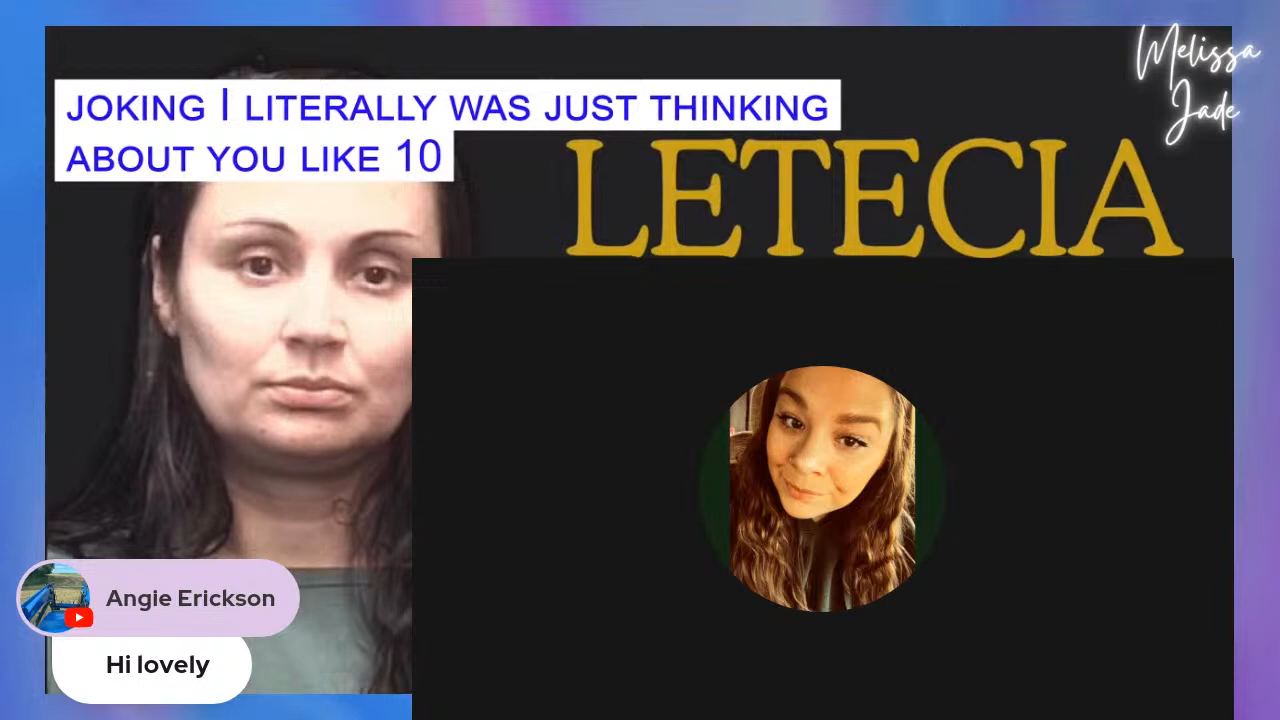 JOKING I LITERALLY WAS JUST THINKING
ABOUT YOU LIKE 10
Melissa
Jade
LETECIA
Angie Erickson
Hi lovely